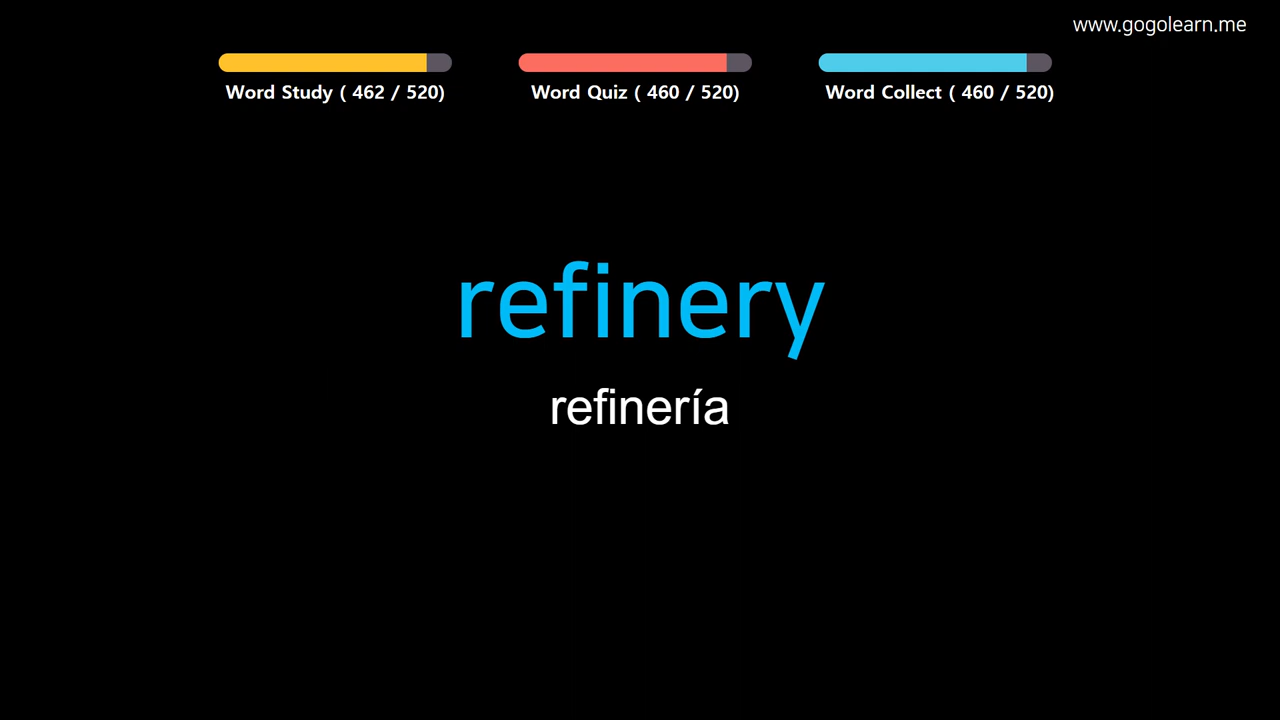 www.gogolearn.me
Word Study ( 462 / 520)
Word Quiz ( 460 / 520)
Word Collect ( 460 / 520)
refinery
refinería